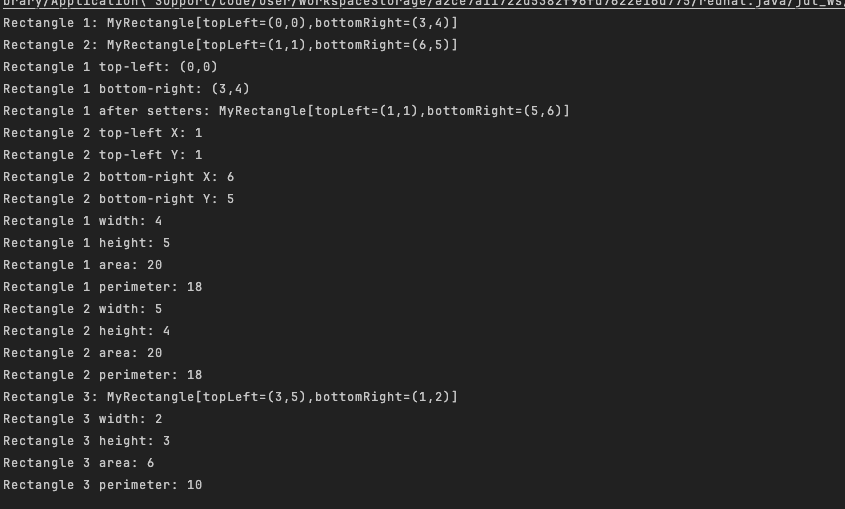 Rectangle 1: MyRectangle[topLeft=(0,0),bottomRight=(3,4)]
Rectangle 2: MyRectangle[topLeft=(1,1),bottomRight=(6,5)]
Rectangle 1 top-left: (0,0)
Rectangle 1 bottom-right: (3,4)
Rectangle 1 after setters: MyRectangle[topLeft=(1,1),bottomRight=(5,6)]
Rectangle 2 top-left X: 1
Rectangle 2 top-left Y: 1
Rectangle 2 bottom-right X: 6
Rectangle 2 bottom-right Y: 5
Rectangle 1 width: 4
Rectangle 1 height: 5
Rectangle 1 area: 20
Rectangle 1 perimeter: 18
Rectangle 2 width: 5
Rectangle 2 height: 4
Rectangle 2 area: 20
Rectangle 2 perimeter: 18
Rectangle 3: MyRectangle[topLeft=(3,5),bottomRight=(1,2)]
Rectangle 3 width: 2
Rectangle 3 height: 3
Rectangle 3 area: 6
Rectangle 3 perimeter: 10